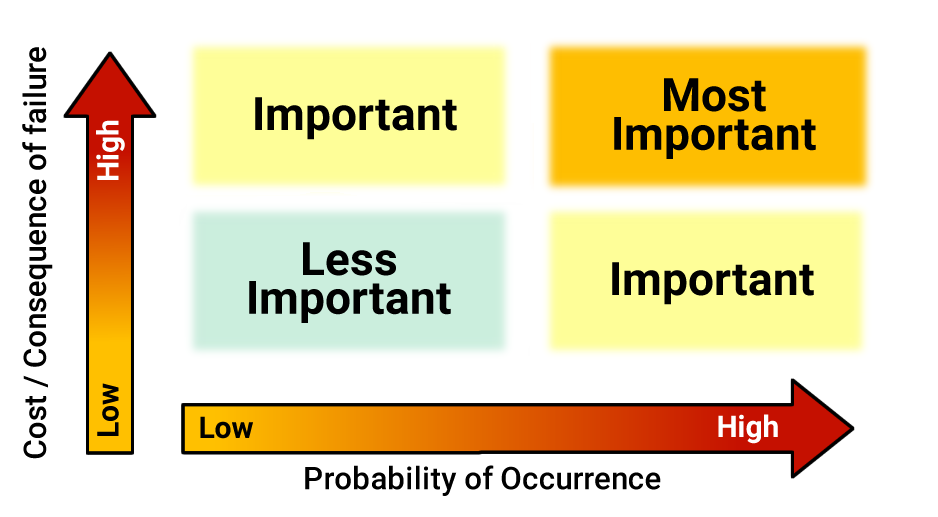 Cost / Consequence of failure
High
Low
Important
Most
Important
Less
Important
Important
Low
High
Probability of Occurrence